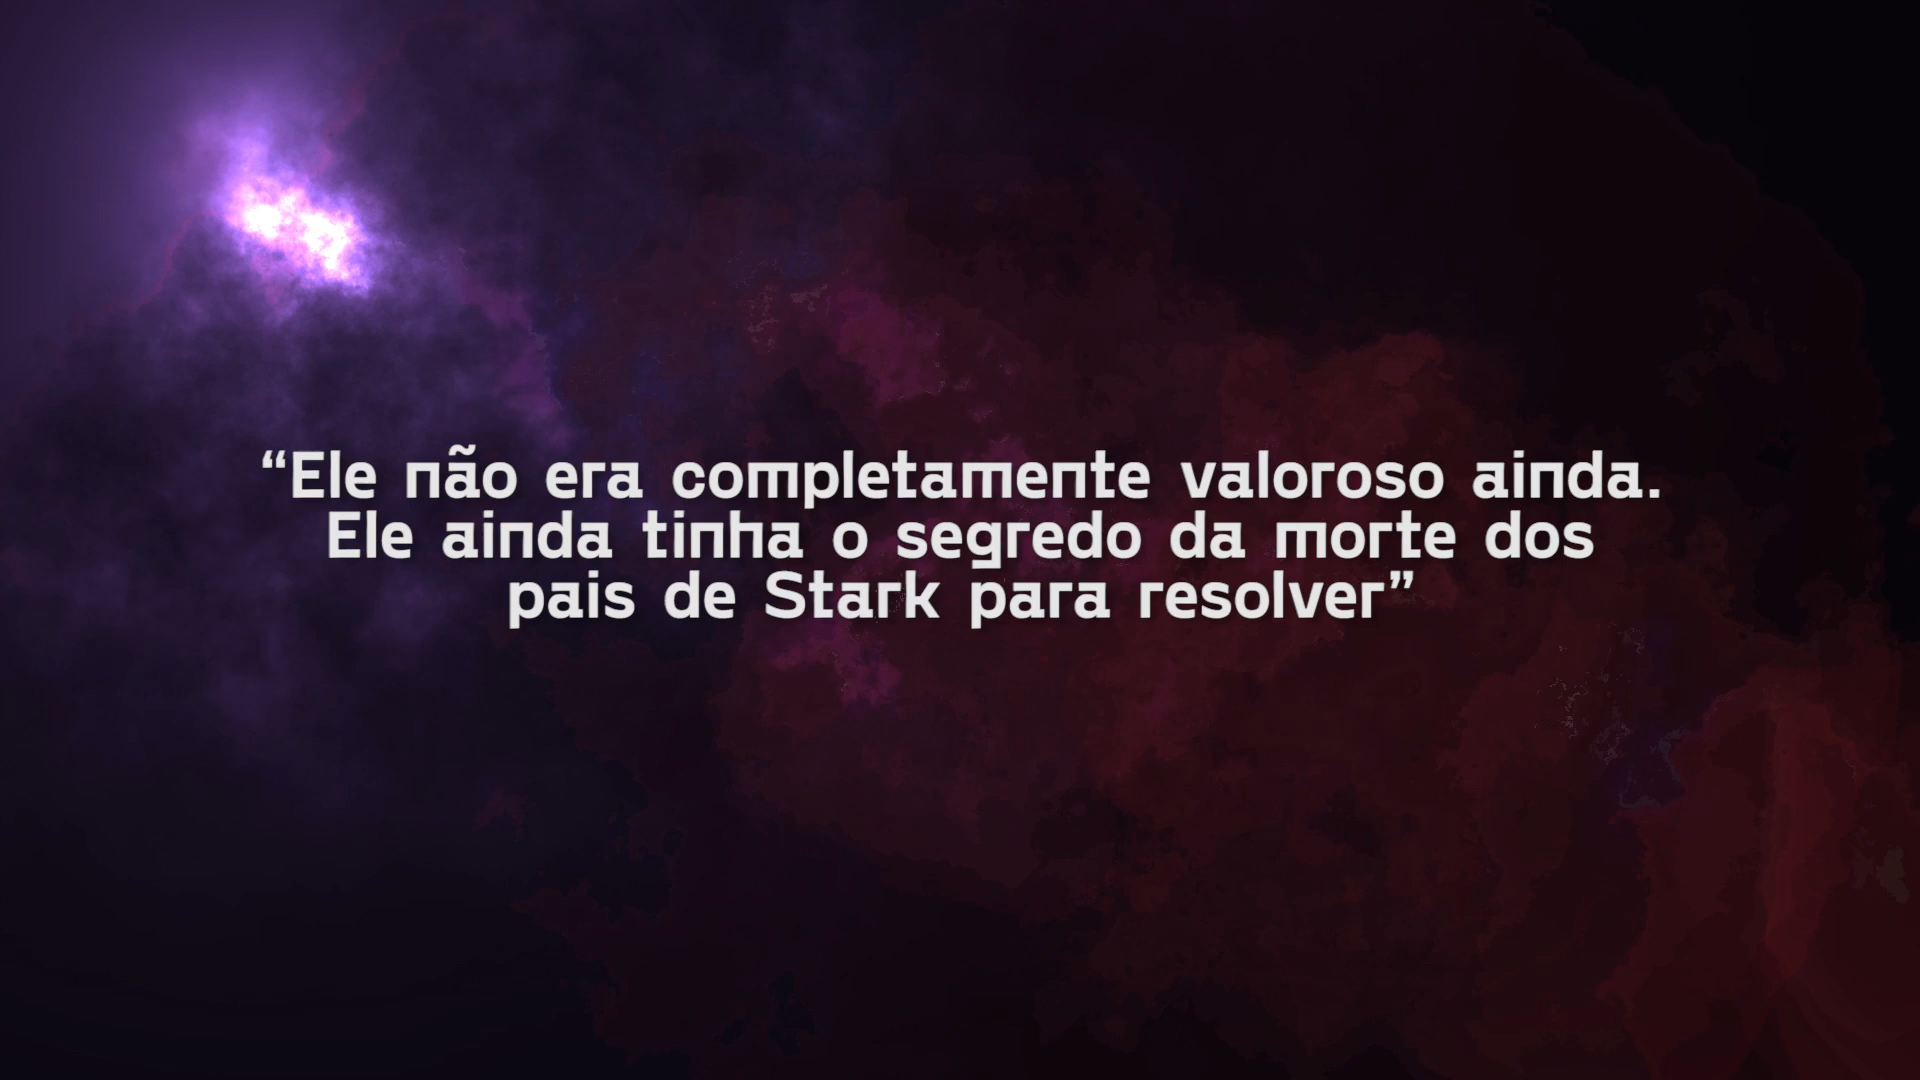 “Ele não era completamente valoroso ainda.
Ele ainda tinha o segredo da morte dos
pais de Stark para resolver”